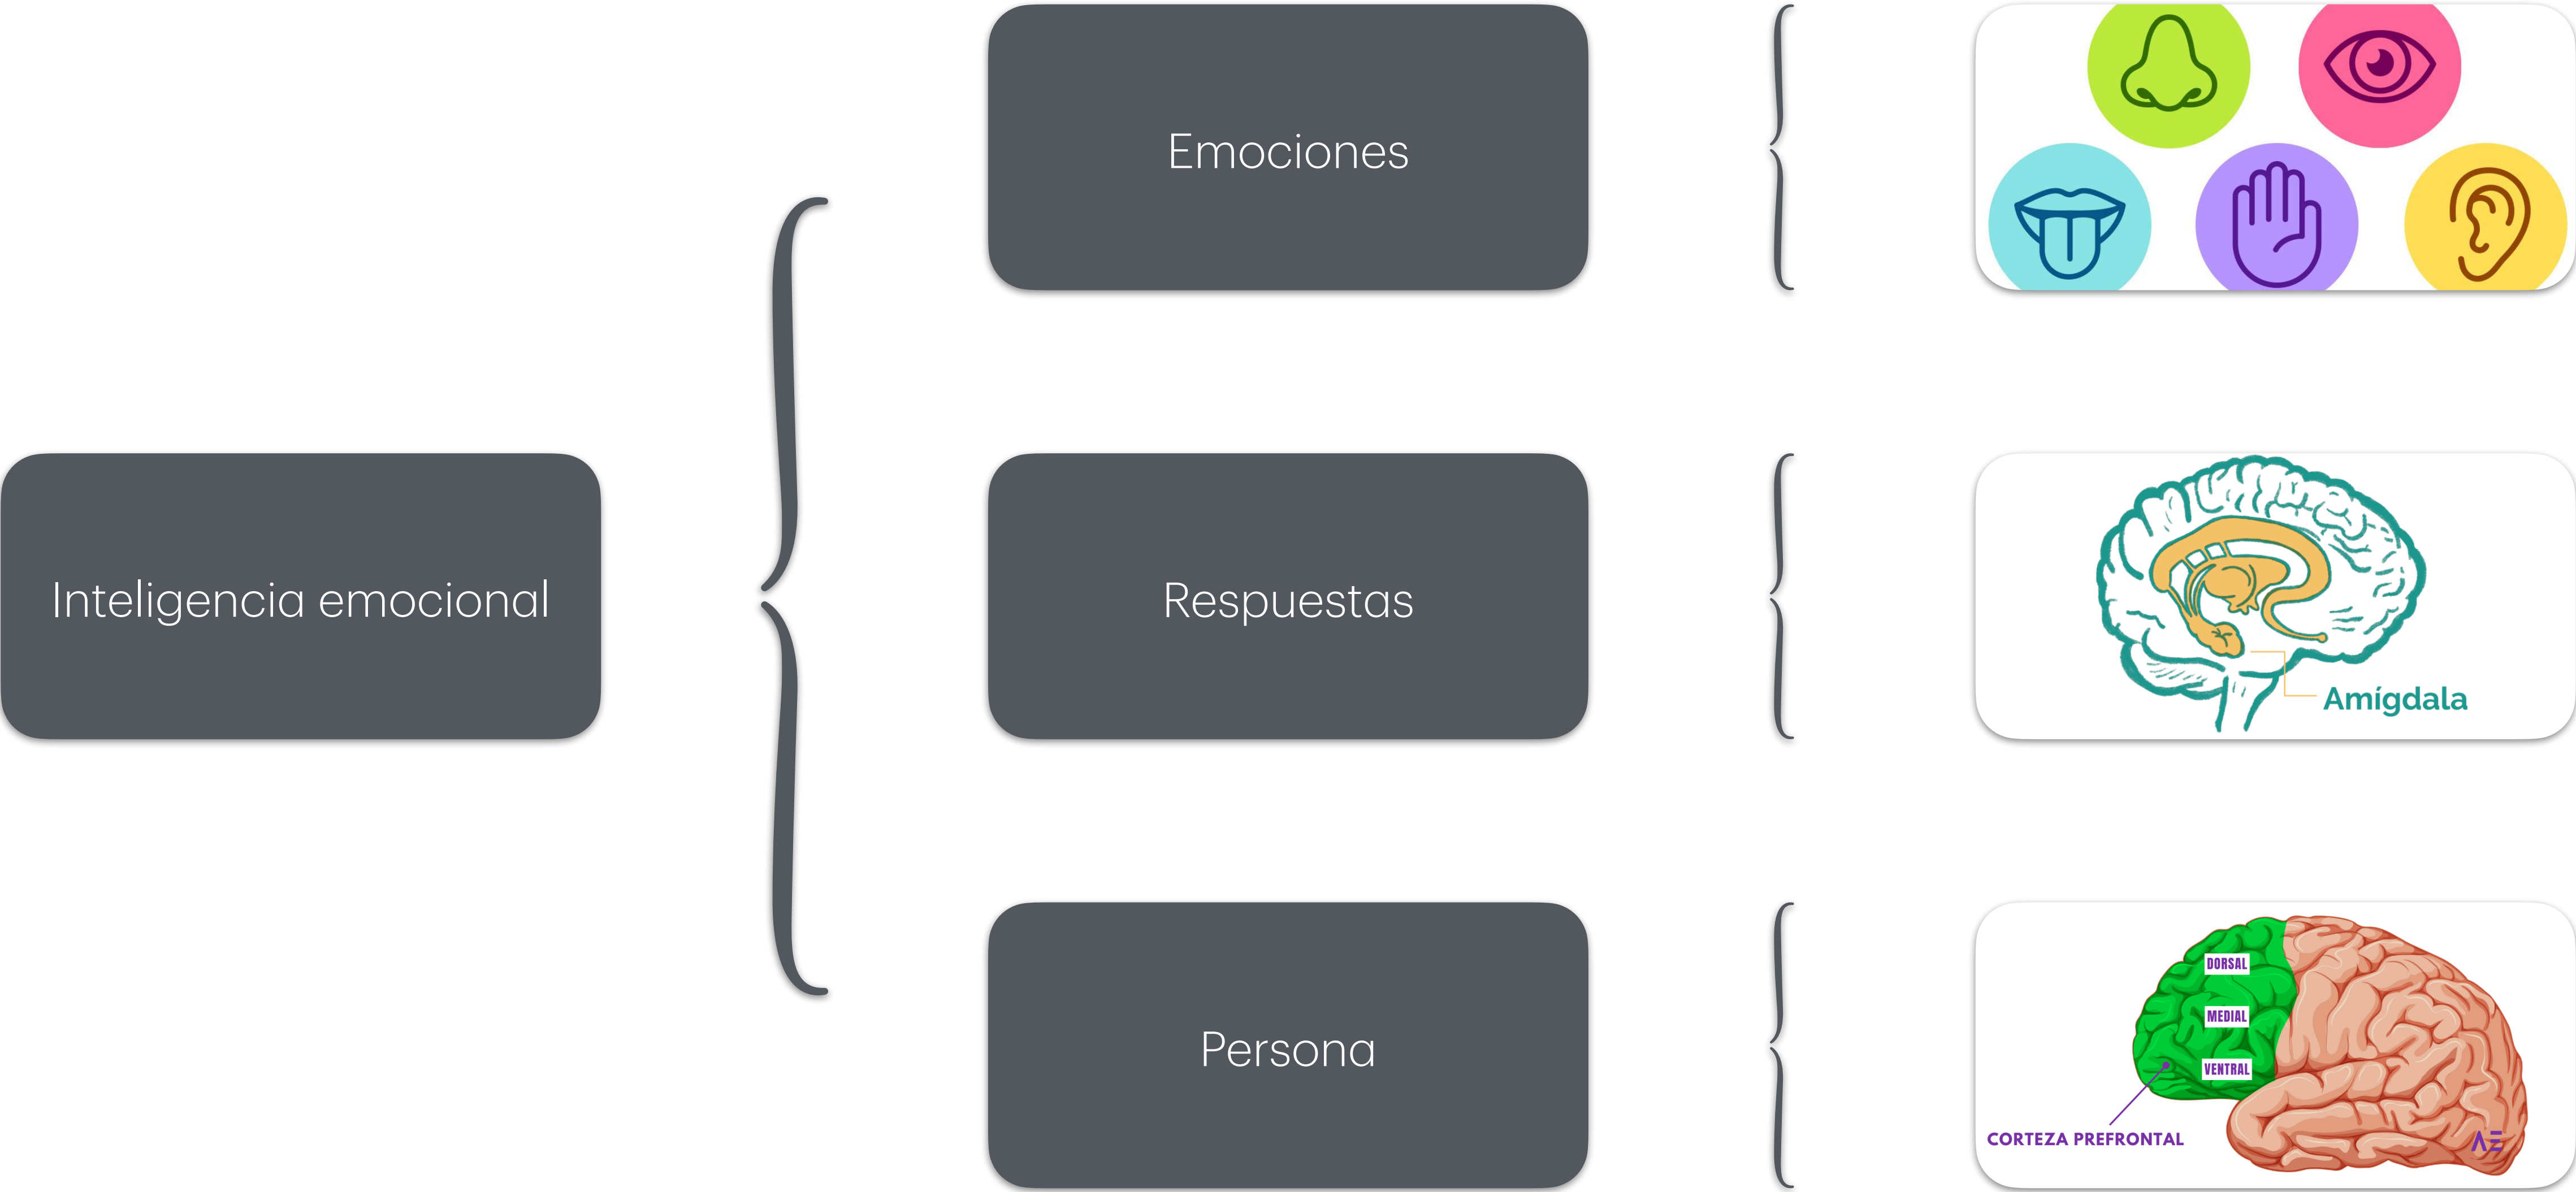 Emociones
Inteligencia emocional
Respuestas
Amígdala
Persona
DORSAL
MEDIAL
VENTRAL
CORTEZA PREFRONTAL